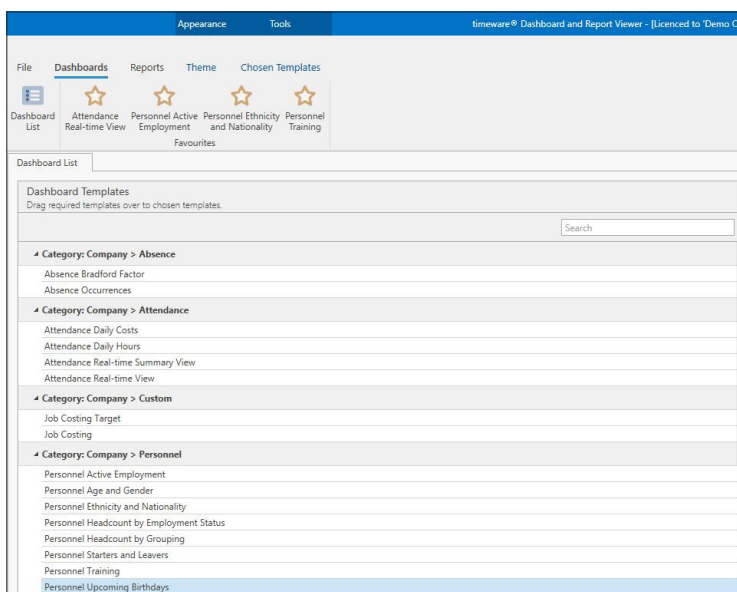 Appearance Tools timeware® Dashboard and Report Viewer - [Licenced to 'Demo C
File Dashboards Reports Theme Chosen Templates
Dashboard List
Attendance Real-time View
Personnel Active Employment
Personnel Ethnicity and Nationality
Personnel Training
Favourites
Dashboard List
Dashboard Templates
Drag required templates over to chosen templates.
Search
Category: Company > Absence
Absence Bradford Factor
Absence Occurrences
Category: Company > Attendance
Attendance Daily Costs
Attendance Daily Hours
Attendance Real-time Summary View
Attendance Real-time View
Category: Company > Custom
Job Costing Target
Job Costing
Category: Company > Personnel
Personnel Active Employment
Personnel Age and Gender
Personnel Ethnicity and Nationality
Personnel Headcount by Employment Status
Personnel Headcount by Grouping
Personnel Starters and Leavers
Personnel Training
Personnel Upcoming Birthdays